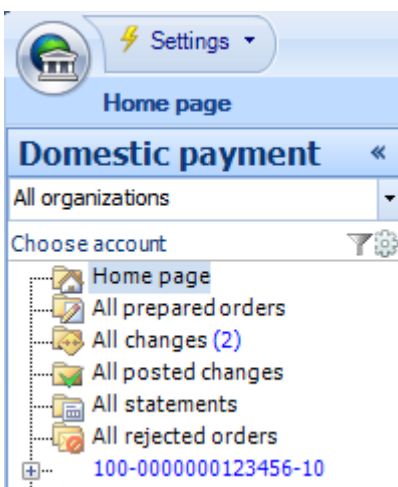 Settings
Home page
Domestic payment «
All organizations
Choose account
Home page
All prepared orders
All changes (2)
All posted changes
All statements
All rejected orders
100-0000000123456-10